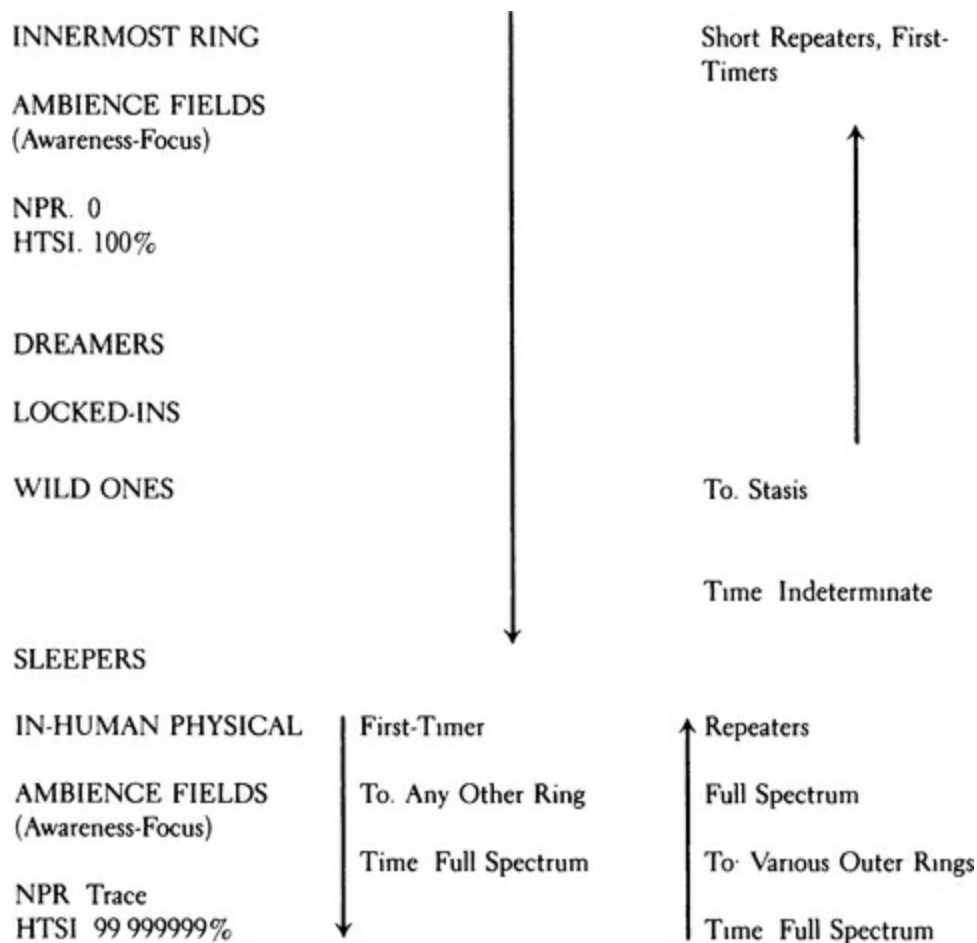 INNERMOST RING
Short Repeaters, First-
Timers
AMBIENCE FIELDS
(Awareness-Focus)
NPR. 0
HTSI. 100%
DREAMERS
LOCKED-INS
WILD ONES
To. Stasis
Time Indeterminate
SLEEPERS
IN-HUMAN PHYSICAL
First-Timer
Repeaters
AMBIENCE FIELDS
(Awareness-Focus)
To. Any Other Ring
Full Spectrum
Time Full Spectrum
To· Various Outer Rings
NPR Trace
HTSI 99 999999%
Time Full Spectrum